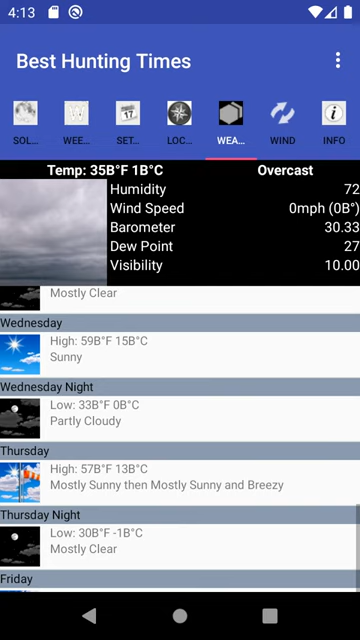 4:13
Best Hunting Times
W
17
i
SOL... WEE... SET... LOC... WEA... WIND INFO
Temp: 35B°F 1B°C Overcast
Humidity 72
Wind Speed 0mph (0B°)
Barometer 30.33
Dew Point 27
Visibility 10.00
Mostly Clear
Wednesday
High: 59B°F 15B°C
Sunny
Wednesday Night
Low: 33B°F 0B°C
Partly Cloudy
Thursday
High: 57B°F 13B°C
Mostly Sunny then Mostly Sunny and Breezy
Thursday Night
Low: 30B°F -1B°C
Mostly Clear
Friday